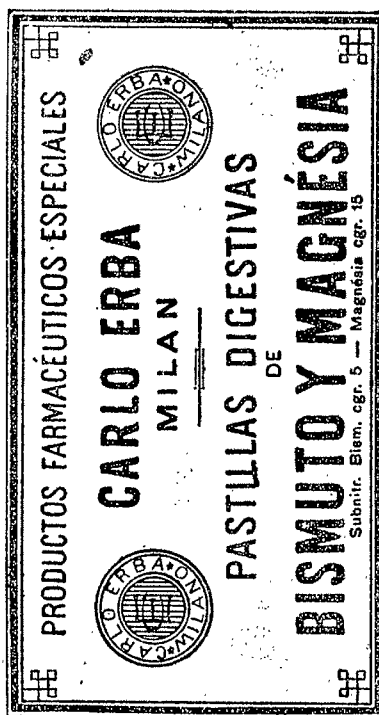 PRODUCTOS FARMACÉUTICOS·ESPECIALES
CARLO ERBA
MILAN
CARLO ERBA★MILANO★
CARLO ERBA★MILANO★
PASTILLAS DIGESTIVAS
DE
BISMUTO Y MAGNÉSIA
Subnitr. Bism. cgr. 5 — Magnésia cgr. 15